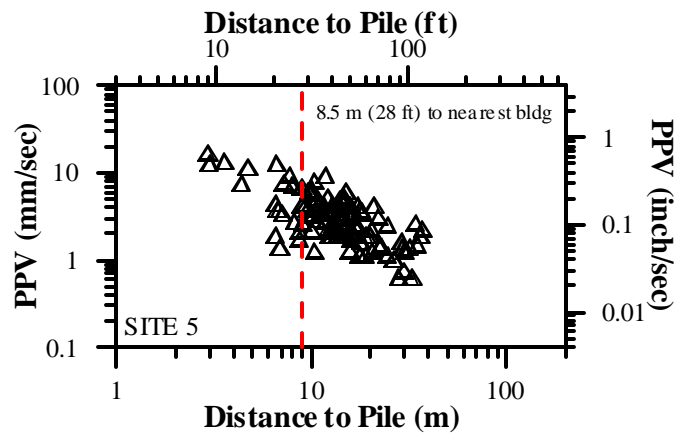 Distance to Pile (ft)
10 100
100
10
1
0.1
PPV (mm/sec)
8.5 m (28 ft) to nearest bldg
SITE 5
1
0.1
0.01
PPV (inch/sec)
1 10 100
Distance to Pile (m)